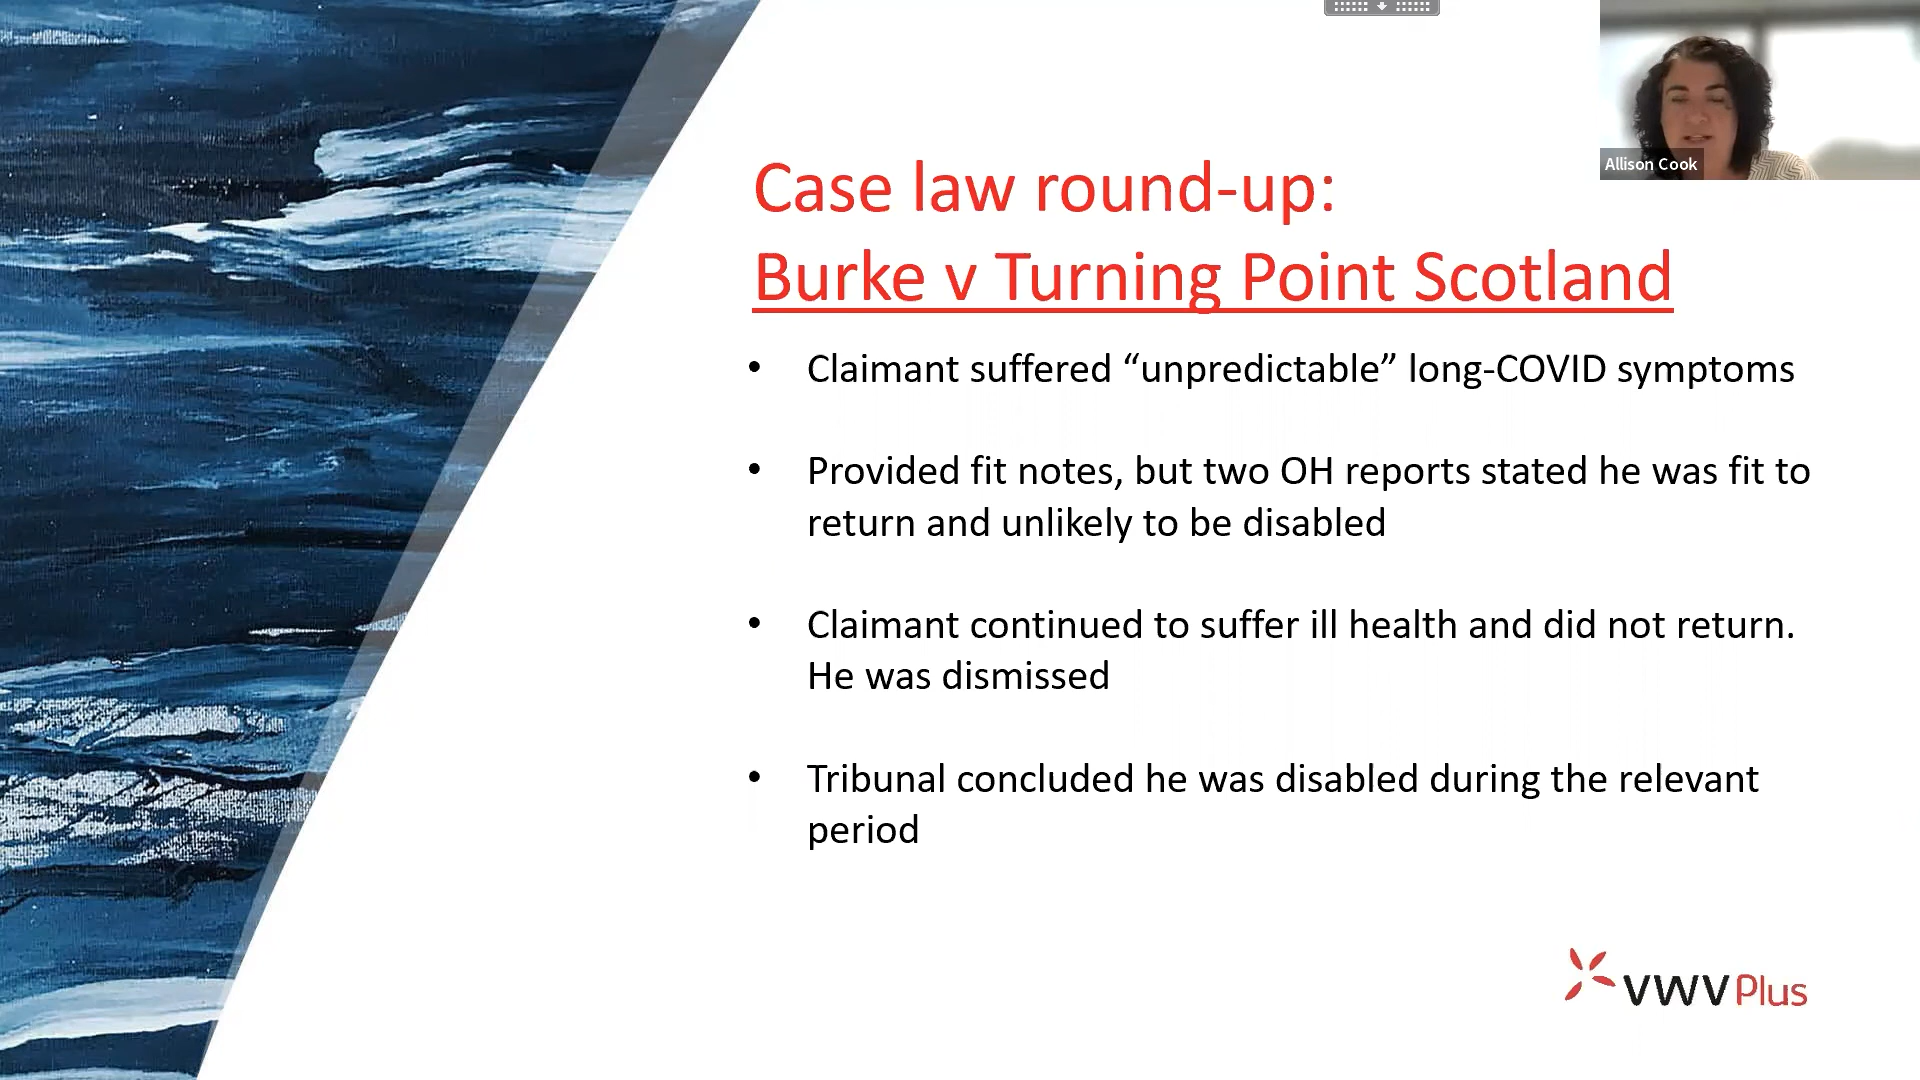 Allison Cook
Case law round-up:
Burke v Turning Point Scotland
• Claimant suffered “unpredictable” long-COVID symptoms
• Provided fit notes, but two OH reports stated he was fit to
return and unlikely to be disabled
• Claimant continued to suffer ill health and did not return.
He was dismissed
• Tribunal concluded he was disabled during the relevant
period
VWV Plus